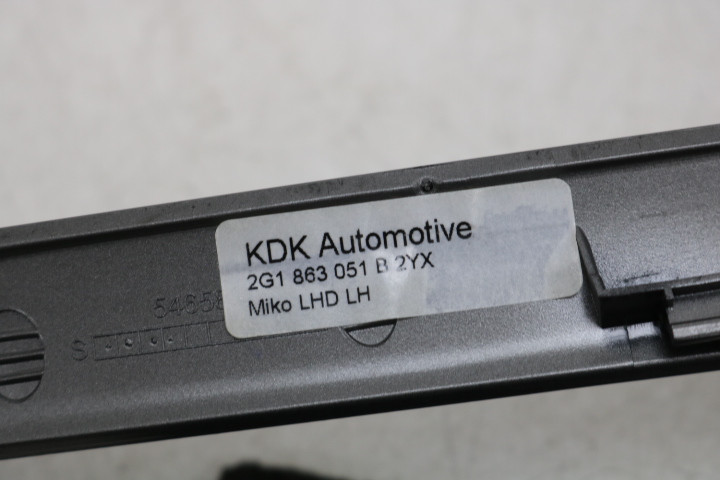 KDK Automotive
2G1 863 051 B 2YX
Miko LHD LH
S